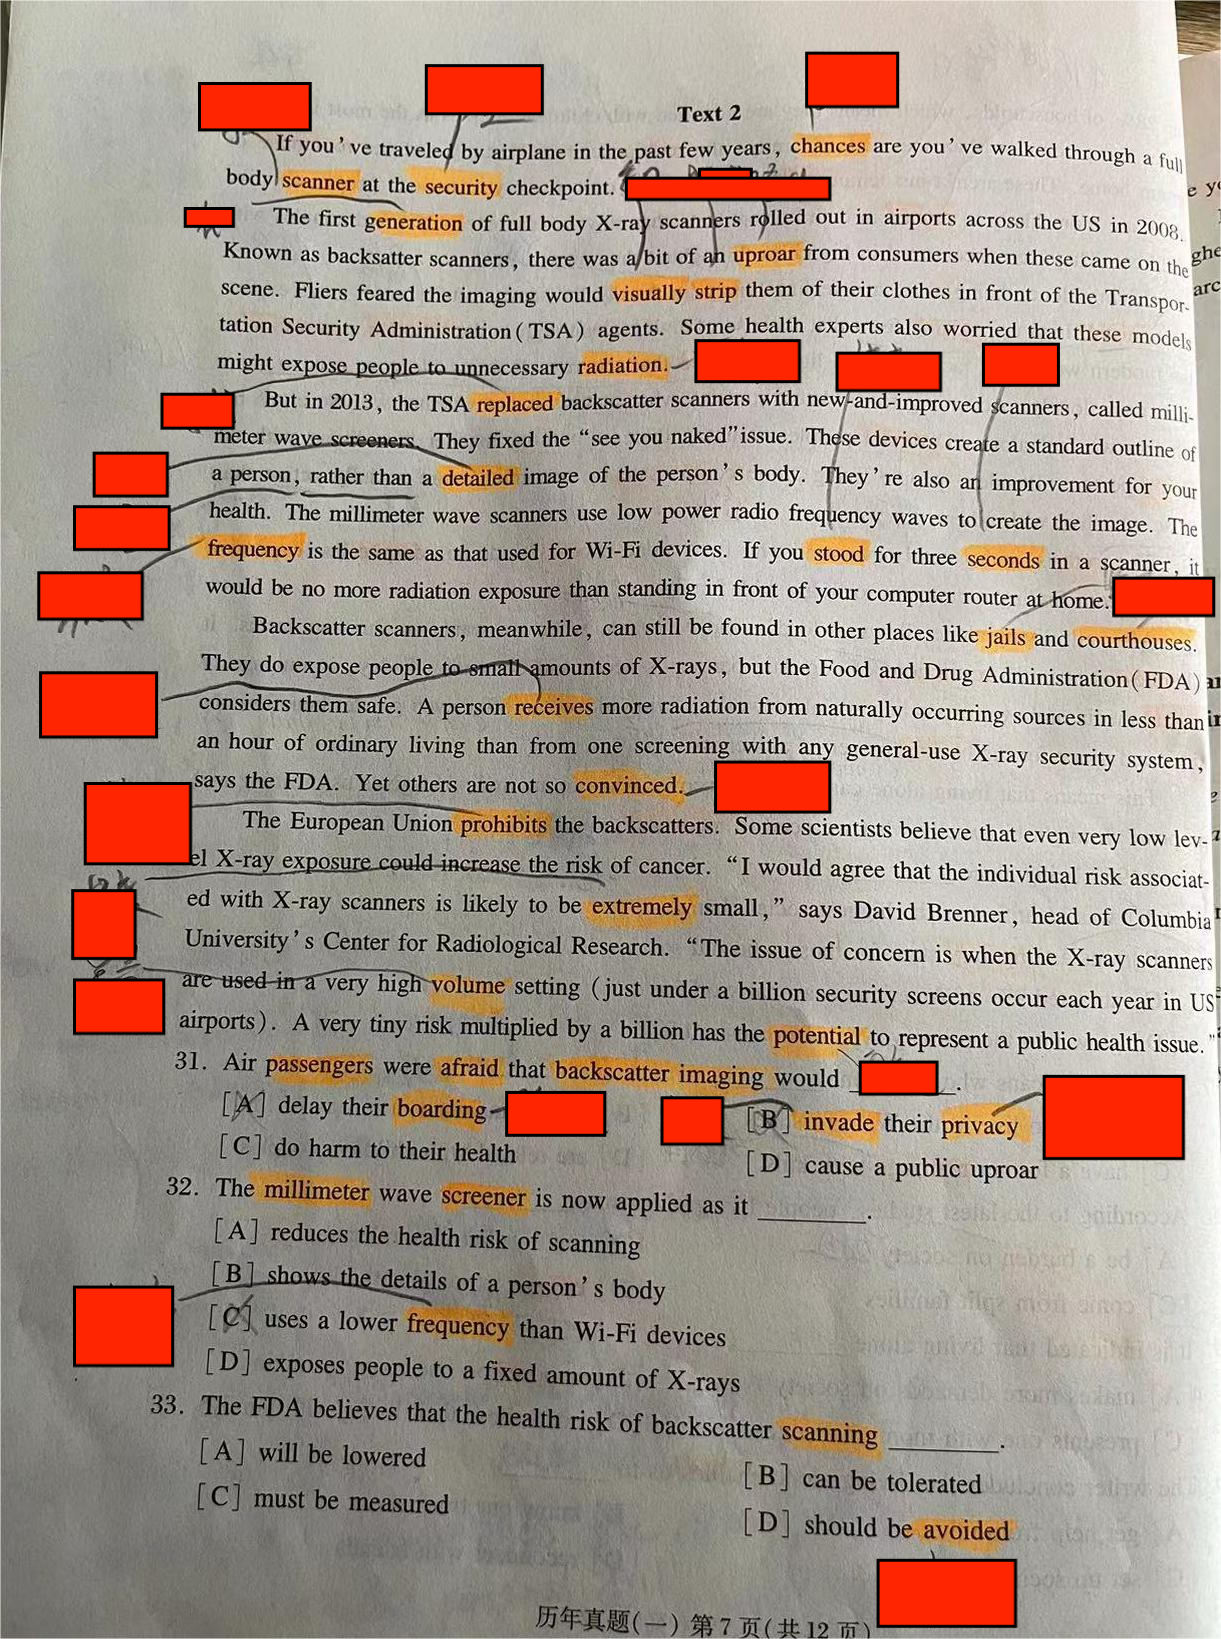 Text 2
If you've traveled by airplane in the past few years, chances are you've walked through a full
body scanner at the security checkpoint.
The first generation of full body X-ray scanners rolled out in airports across the US in 2008.
Known as backsatter scanners, there was a bit of an uproar from consumers when these came on the
scene. Fliers feared the imaging would visually strip them of their clothes in front of the Transpor-
tation Security Administration(TSA) agents. Some health experts also worried that these models
might expose people to unnecessary radiation.
But in 2013, the TSA replaced backscatter scanners with new-and-improved scanners, called milli-
meter wave screeners. They fixed the "see you naked"issue. These devices create a standard outline of
a person, rather than a detailed image of the person's body. They're also an improvement for your
health. The millimeter wave scanners use low power radio frequency waves to create the image. The
frequency is the same as that used for Wi-Fi devices. If you stood for three seconds in a scanner, it
would be no more radiation exposure than standing in front of your computer router at home.
Backscatter scanners, meanwhile, can still be found in other places like jails and courthouses.
They do expose people to small amounts of X-rays, but the Food and Drug Administration(FDA)
considers them safe. A person receives more radiation from naturally occurring sources in less than
an hour of ordinary living than from one screening with any general-use X-ray security system,
says the FDA. Yet others are not so convinced.
The European Union prohibits the backscatters. Some scientists believe that even very low lev-
el X-ray exposure could increase the risk of cancer. "I would agree that the individual risk associat-
ed with X-ray scanners is likely to be extremely small," says David Brenner, head of Columbia
University's Center for Radiological Research. "The issue of concern is when the X-ray scanners
are used in a very high volume setting (just under a billion security screens occur each year in US
airports). A very tiny risk multiplied by a billion has the potential to represent a public health issue."
31. Air passengers were afraid that backscatter imaging would ______.
[A] delay their boarding
[B] invade their privacy
[C] do harm to their health
[D] cause a public uproar
32. The millimeter wave screener is now applied as it ______.
[A] reduces the health risk of scanning
[B] shows the details of a person's body
[C] uses a lower frequency than Wi-Fi devices
[D] exposes people to a fixed amount of X-rays
33. The FDA believes that the health risk of backscatter scanning ______.
[A] will be lowered
[B] can be tolerated
[C] must be measured
[D] should be avoided
历年真题(一) 第 7 页(共 12 页)